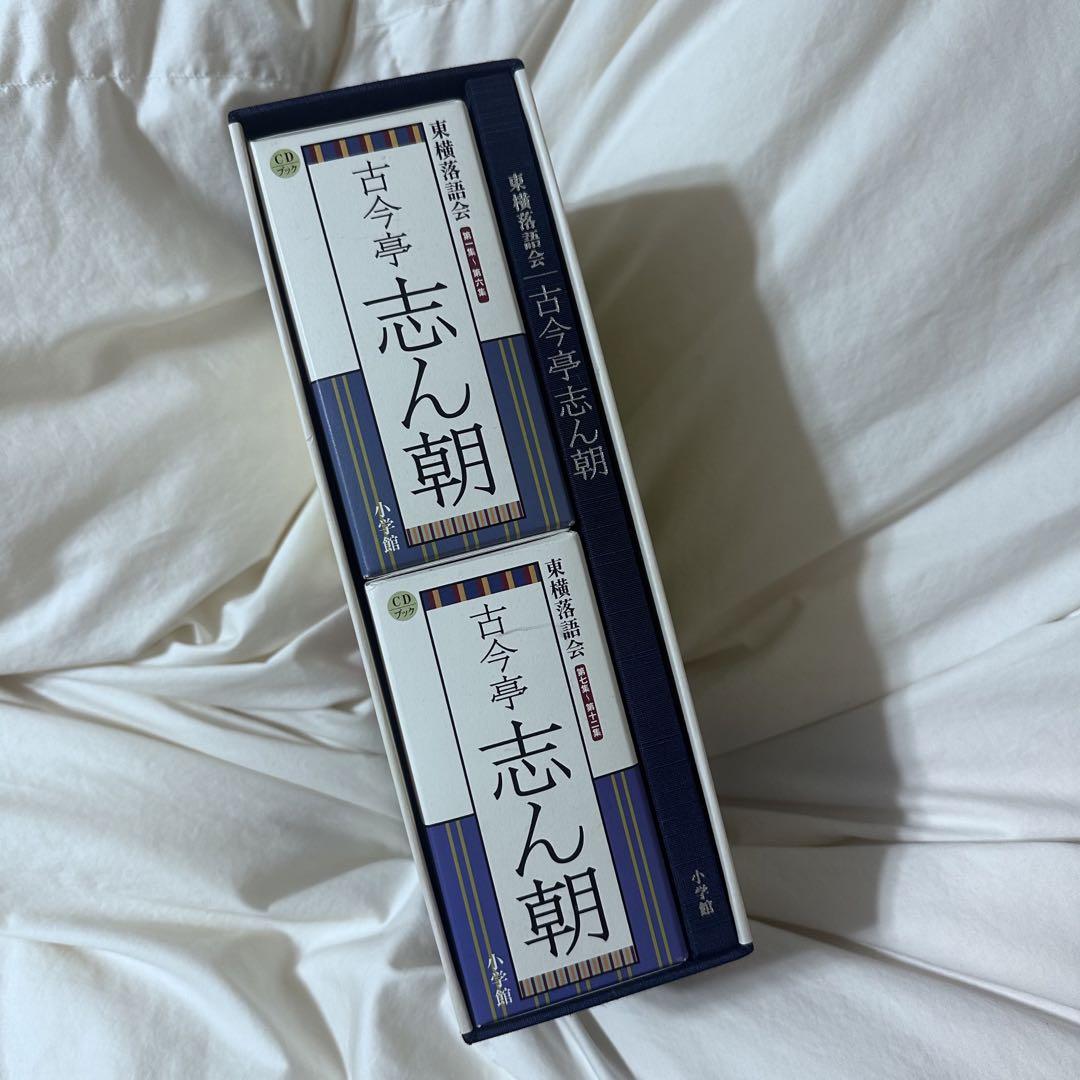 東横落語会
第一集～第六集
CD
ブック
古今亭
志ん朝
小学館
東横落語会
第七集～第十二集
CD
ブック
古今亭
志ん朝
小学館
東横落語会｜古今亭志ん朝
小学館